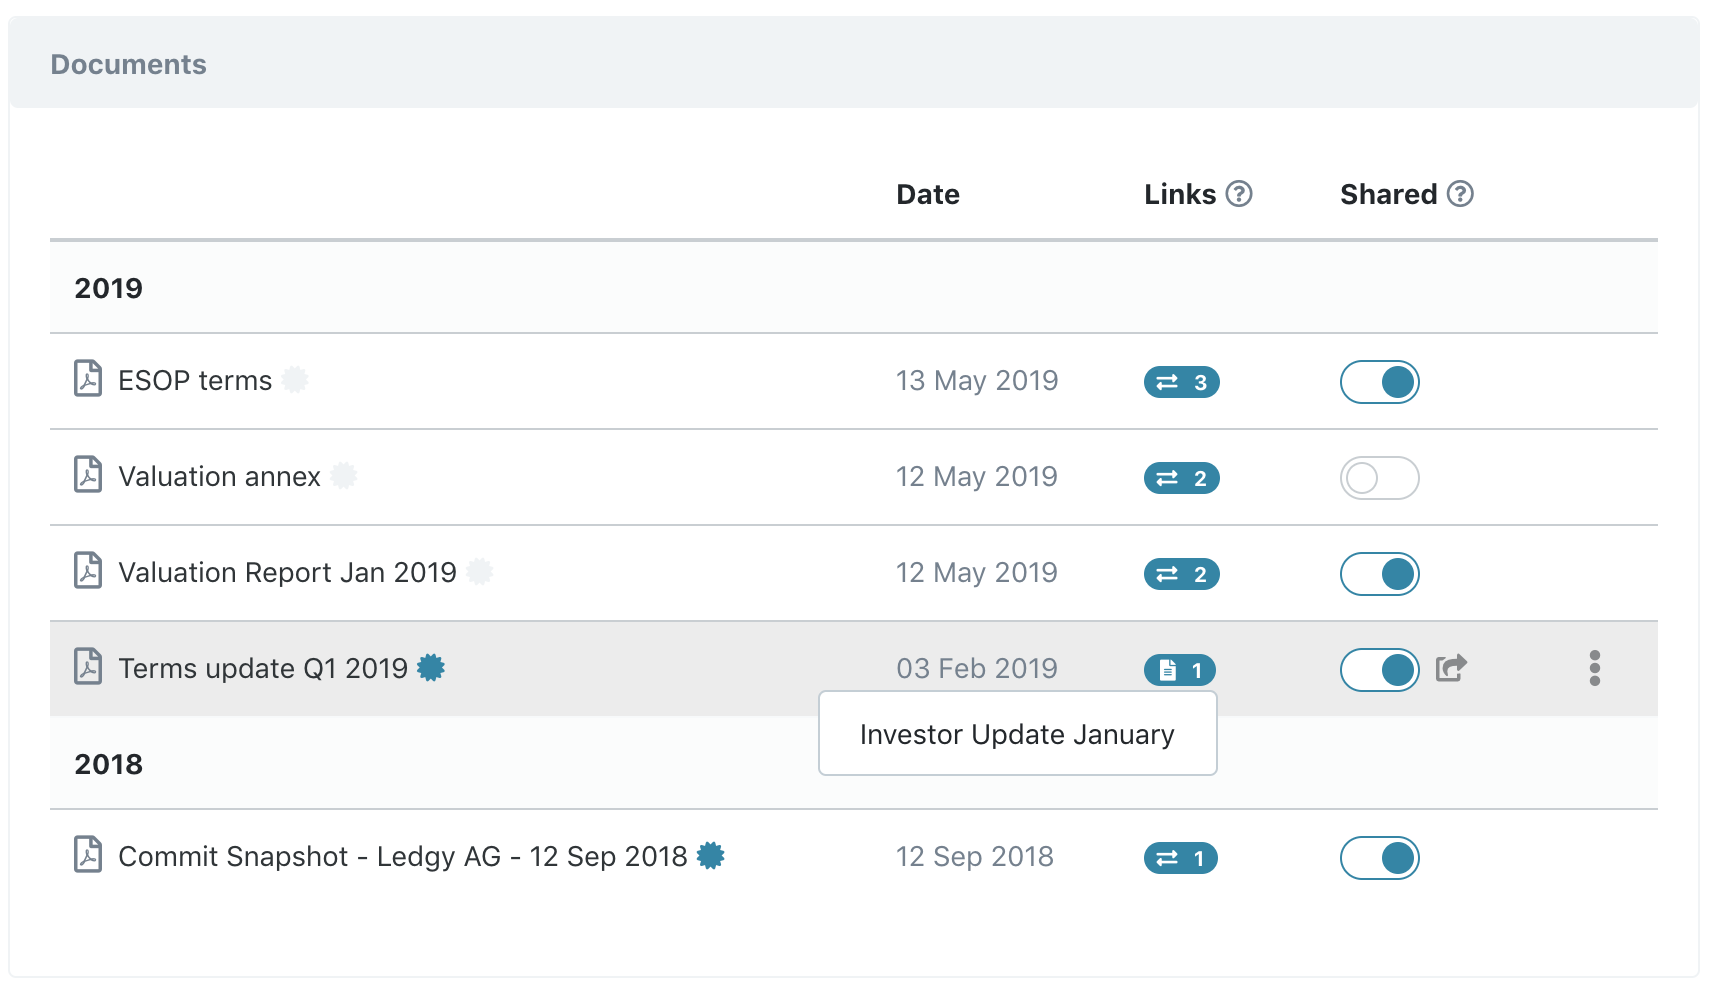 Documents
Date Links ? Shared ?
2019
ESOP terms 13 May 2019 3
Valuation annex 12 May 2019 2
Valuation Report Jan 2019 12 May 2019 2
Terms update Q1 2019 03 Feb 2019 1
Investor Update January
2018
Commit Snapshot - Ledgy AG - 12 Sep 2018 12 Sep 2018 1